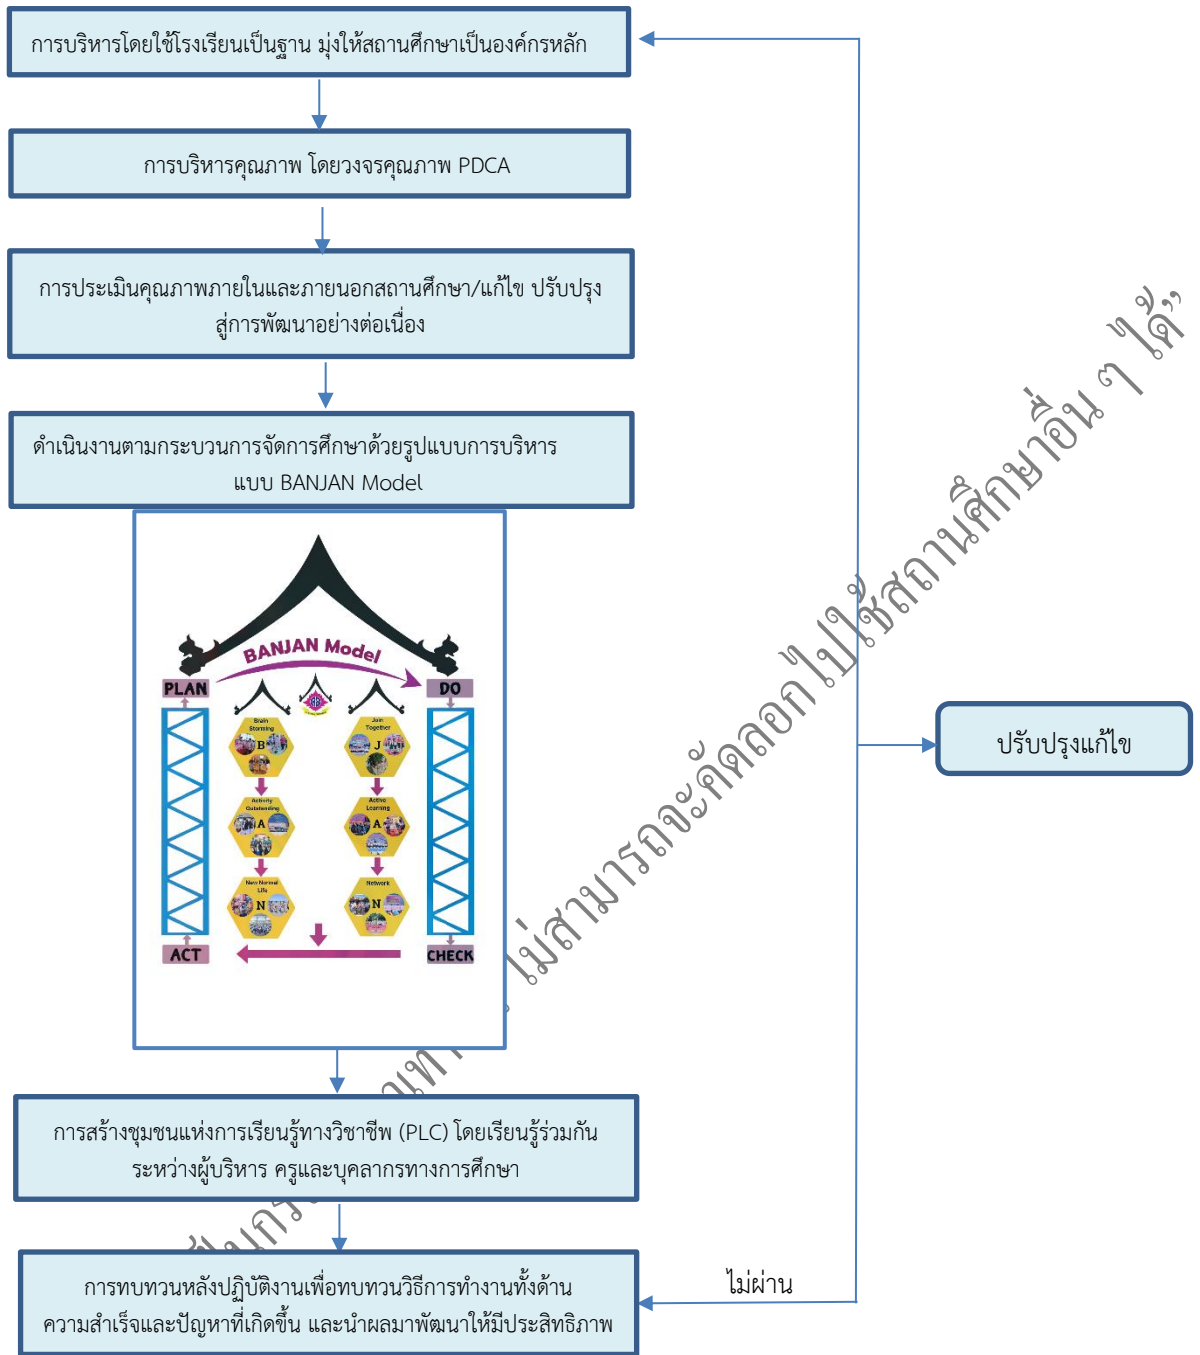 การบริหารโดยใช้โรงเรียนเป็นฐาน มุ่งให้สถานศึกษาเป็นองค์กรหลัก
การบริหารคุณภาพ โดยวงจรคุณภาพ PDCA
การประเมินคุณภาพภายในและภายนอกสถานศึกษา/แก้ไข ปรับปรุง
สู่การพัฒนาอย่างต่อเนื่อง
ดำเนินงานตามกระบวนการจัดการศึกษาด้วยรูปแบบการบริหาร
แบบ BANJAN Model
BANJAN Model
PLAN
DO
Brain
Storming
B
Join
Together
J
Activity
Outstanding
A
Active
Learning
A
New Normal
Life
N
Network
N
ACT
CHECK
ปรับปรุงแก้ไข
การสร้างชุมชนแห่งการเรียนรู้ทางวิชาชีพ (PLC) โดยเรียนรู้ร่วมกัน
ระหว่างผู้บริหาร ครูและบุคลากรทางการศึกษา
ไม่ผ่าน
การทบทวนหลังปฏิบัติงานเพื่อทบทวนวิธีการทำงานทั้งด้าน
ความสำเร็จและปัญหาที่เกิดขึ้น และนำผลมาพัฒนาให้มีประสิทธิภาพ
ไม่สามารถจะคัดลอกไปใช้สถานศึกษาอื่น ๆ ได้”